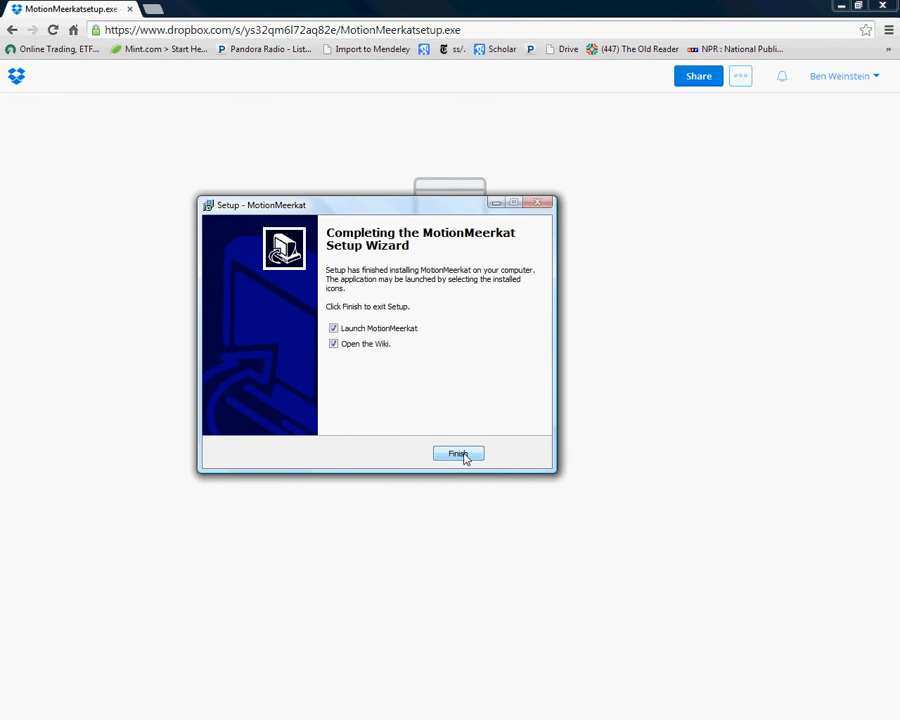 MotionMeerkatsetup.exe
https://www.dropbox.com/s/ys32qm6l72aq82e/MotionMeerkatsetup.exe
Online Trading, ETF... Mint.com > Start He... Pandora Radio - List... Import to Mendeley ss/. Scholar Drive (447) The Old Reader NPR : National Publi... »
Share Ben Weinstein
Setup - MotionMeerkat
Completing the MotionMeerkat
Setup Wizard
Setup has finished installing MotionMeerkat on your computer.
The application may be launched by selecting the installed
icons.
Click Finish to exit Setup.
Launch MotionMeerkat
Open the Wiki.
Finish